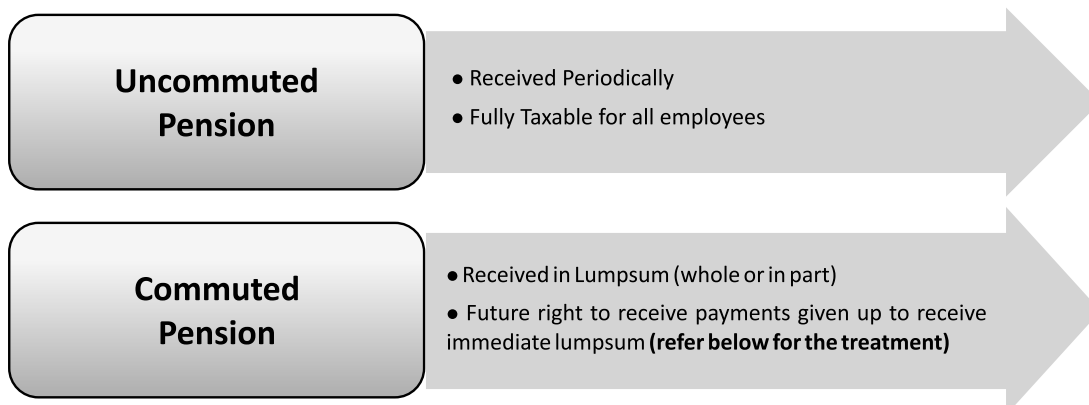 Uncommuted
Pension
● Received Periodically
● Fully Taxable for all employees
Commuted
Pension
● Received in Lumpsum (whole or in part)
● Future right to receive payments given up to receive
immediate lumpsum (refer below for the treatment)